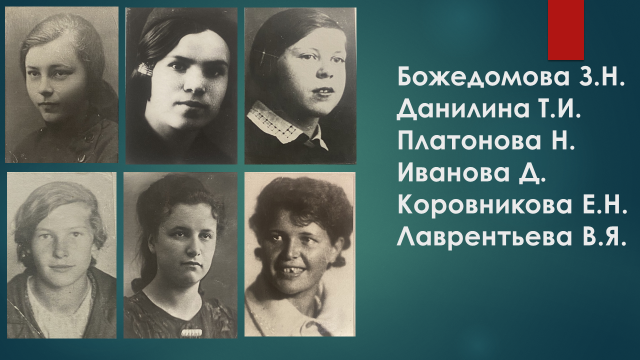 Божедомова З.Н.
Данилина Т.И.
Платонова Н.
Иванова Д.
Коровникова Е.Н.
Лаврентьева В.Я.